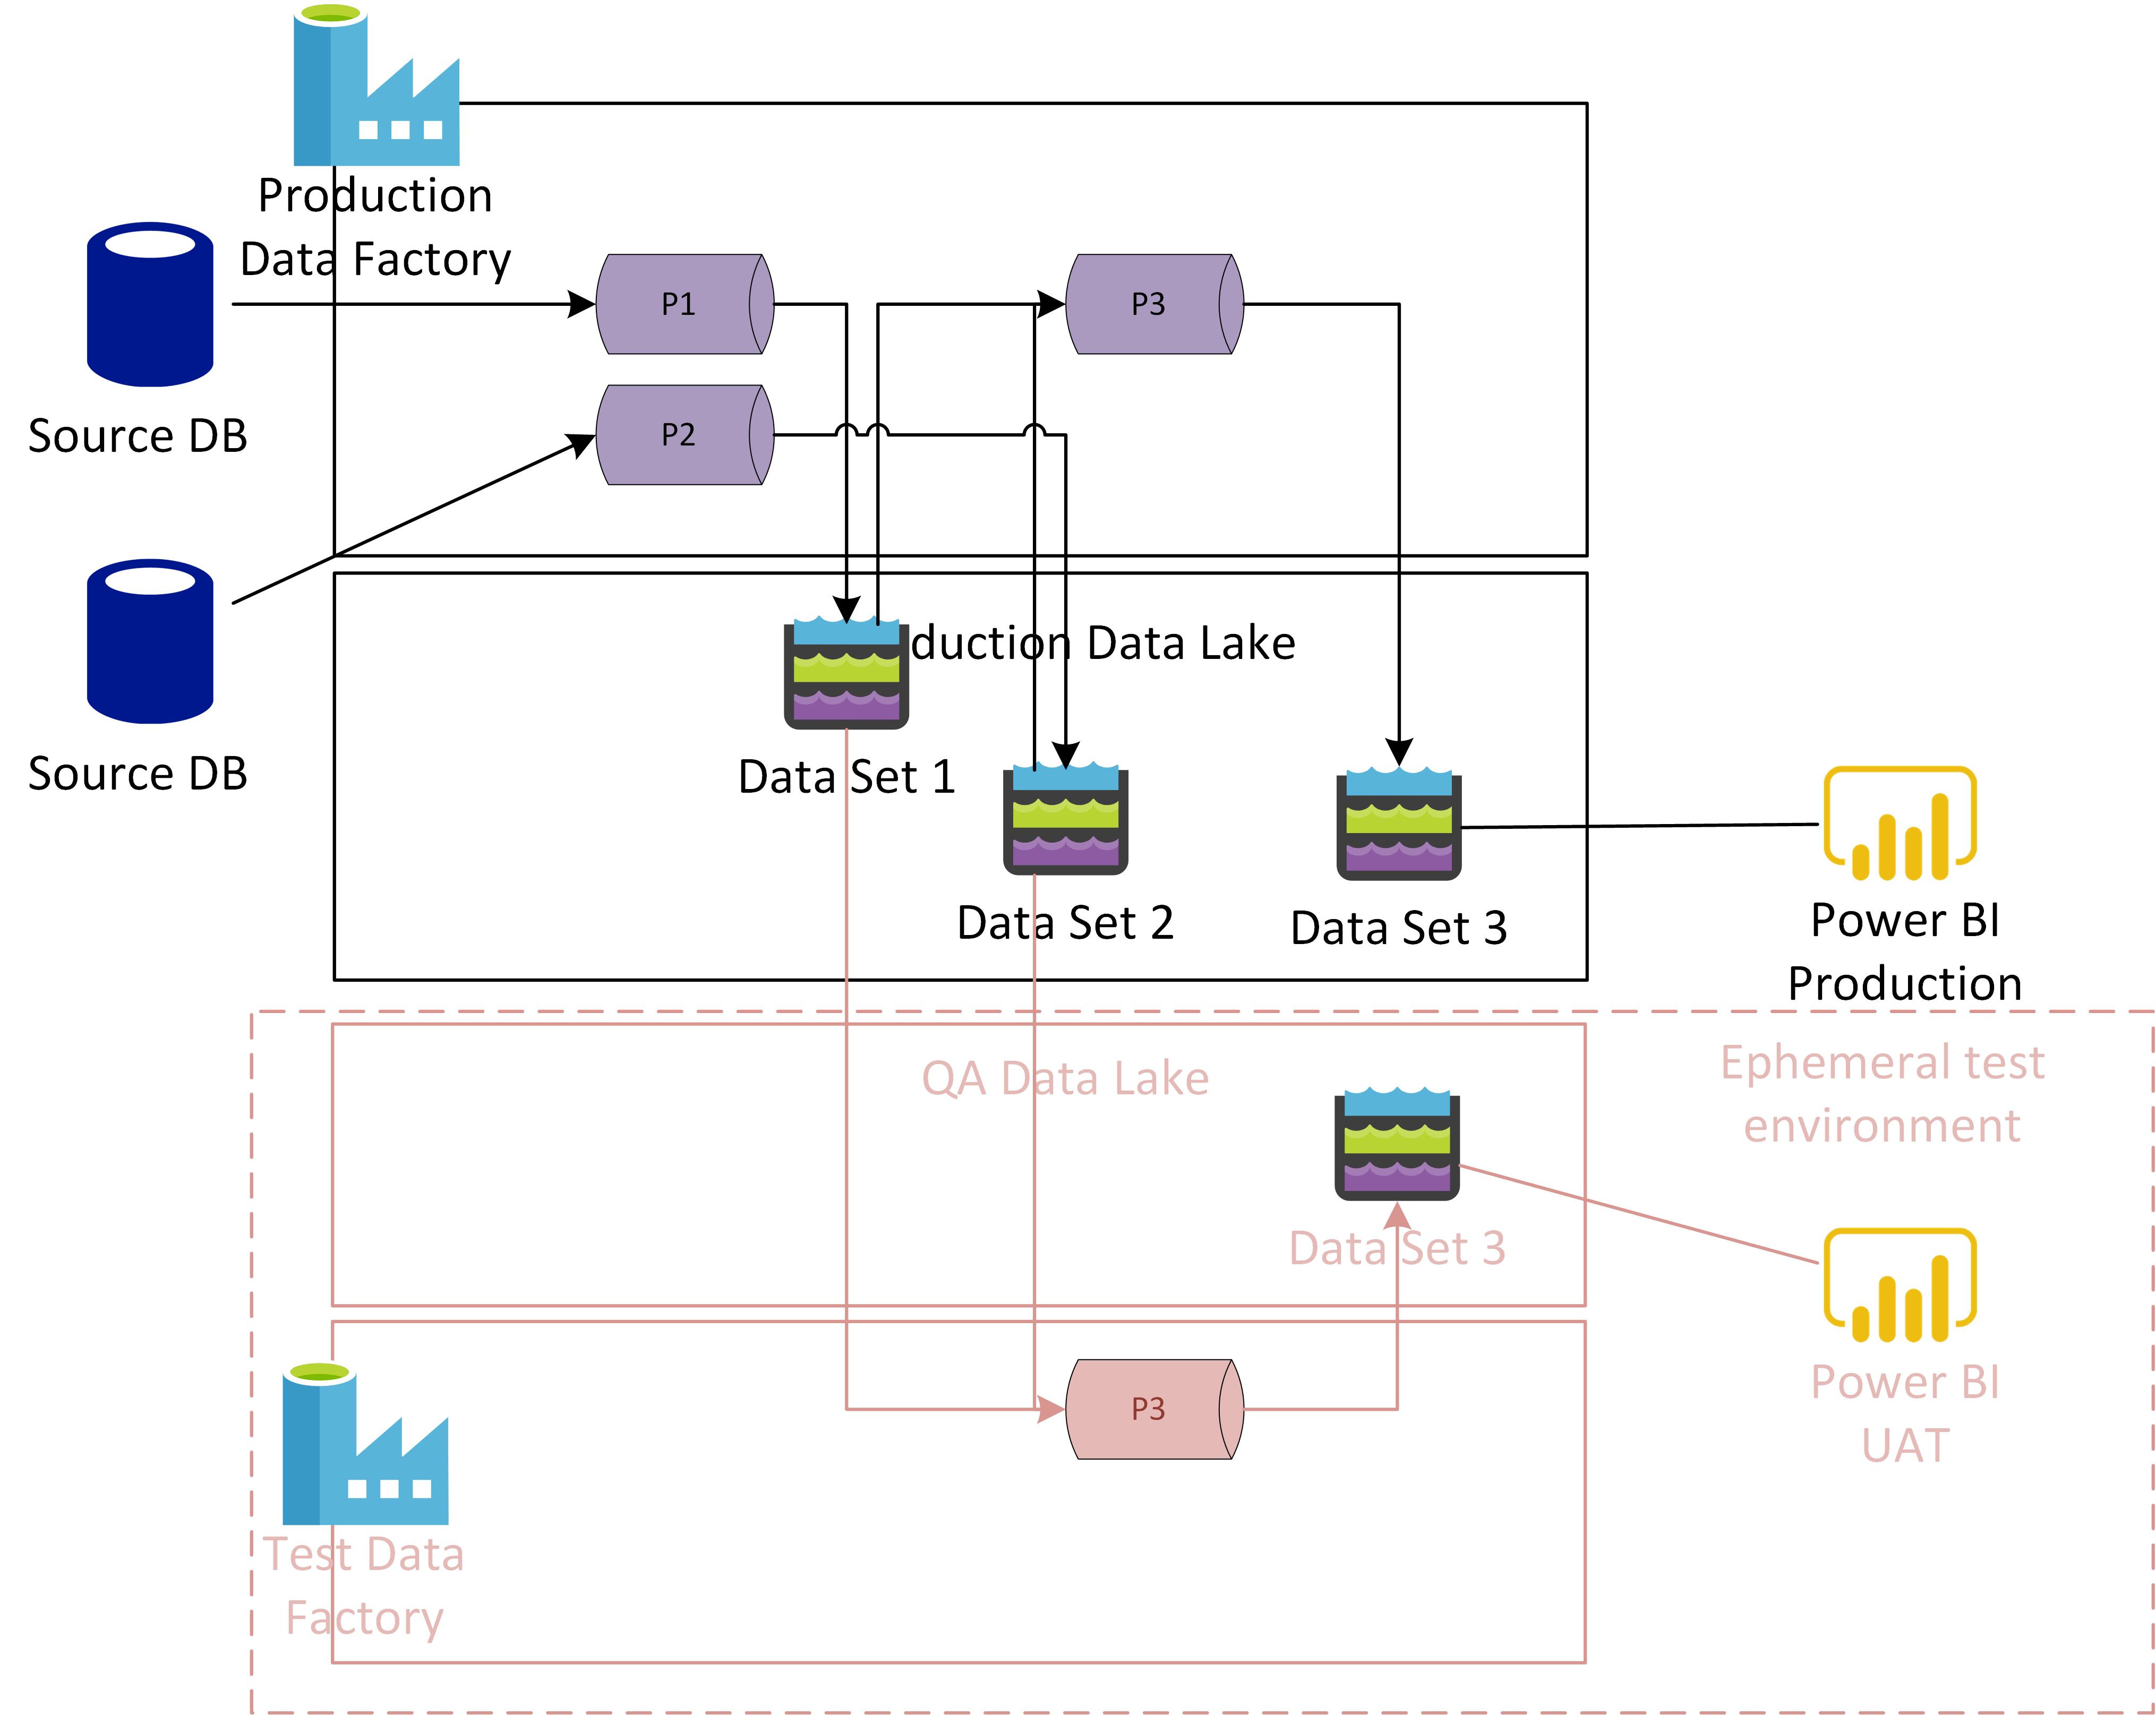 Production
Data Factory
P1
P3
P2
Source DB
duction Data Lake
Source DB
Data Set 1
Data Set 2
Data Set 3
Power BI
Production
QA Data Lake
Ephemeral test
environment
Data Set 3
Power BI
UAT
P3
Test Data
Factory